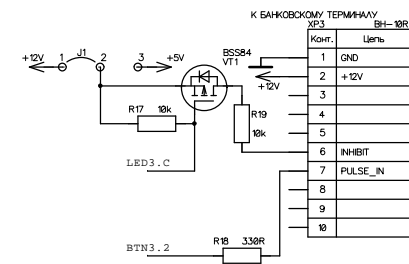 К БАНКОВСКОМУ ТЕРМИНАЛУ
XP3 BH-10R
Конт. Цепь
1 GND
2 +12V
3
4
5
6 INHIBIT
7 PULSE_IN
8
9
10
+12V 1 J1 2 3 +5V
BSS84
VT1
+12V
R17 10k
R19
10k
LED3.C
BTN3.2
R18 330R